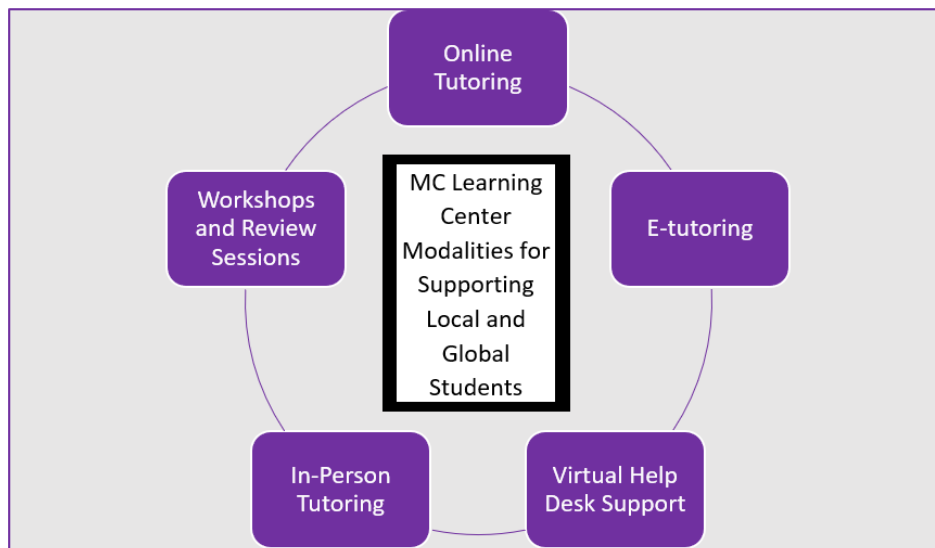 Online
Tutoring
Workshops
and Review
Sessions
MC Learning
Center
Modalities for
Supporting
Local and
Global
Students
E-tutoring
In-Person
Tutoring
Virtual Help
Desk Support